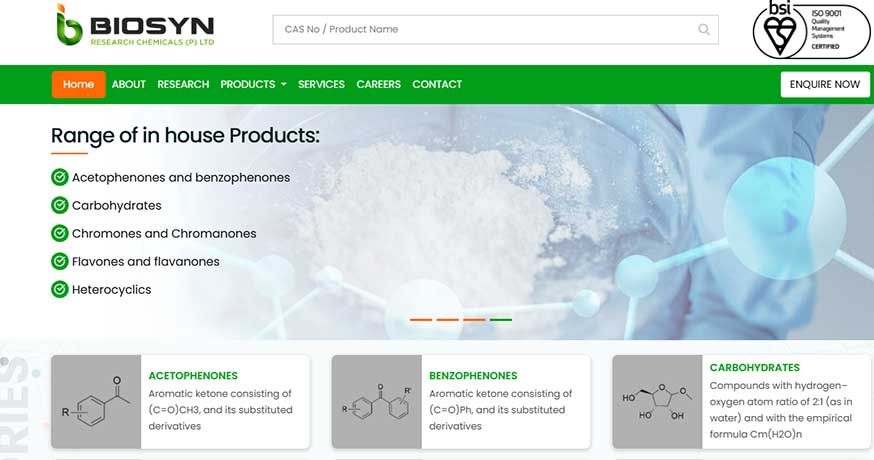 BIOSYN
RESEARCH CHEMICALS (P) LTD
CAS No / Product Name
bsi
ISO 9001
Quality
Management
Systems
CERTIFIED
Home ABOUT RESEARCH PRODUCTS SERVICES CAREERS CONTACT ENQUIRE NOW
Range of in house Products:
Acetophenones and benzophenones
Carbohydrates
Chromones and Chromanones
Flavones and flavanones
Heterocyclics
ACETOPHENONES
Aromatic ketone consisting of
(C=O)CH3, and its substituted
derivatives
R
O
BENZOPHENONES
Aromatic ketone consisting of
(C=O)Ph, and its substituted
derivatives
R
O
R'
CARBOHYDRATES
Compounds with hydrogen–
oxygen atom ratio of 2:1 (as in
water) and with the empirical
formula Cm(H2O)n
HO
O
O
HO
OH
RIES.